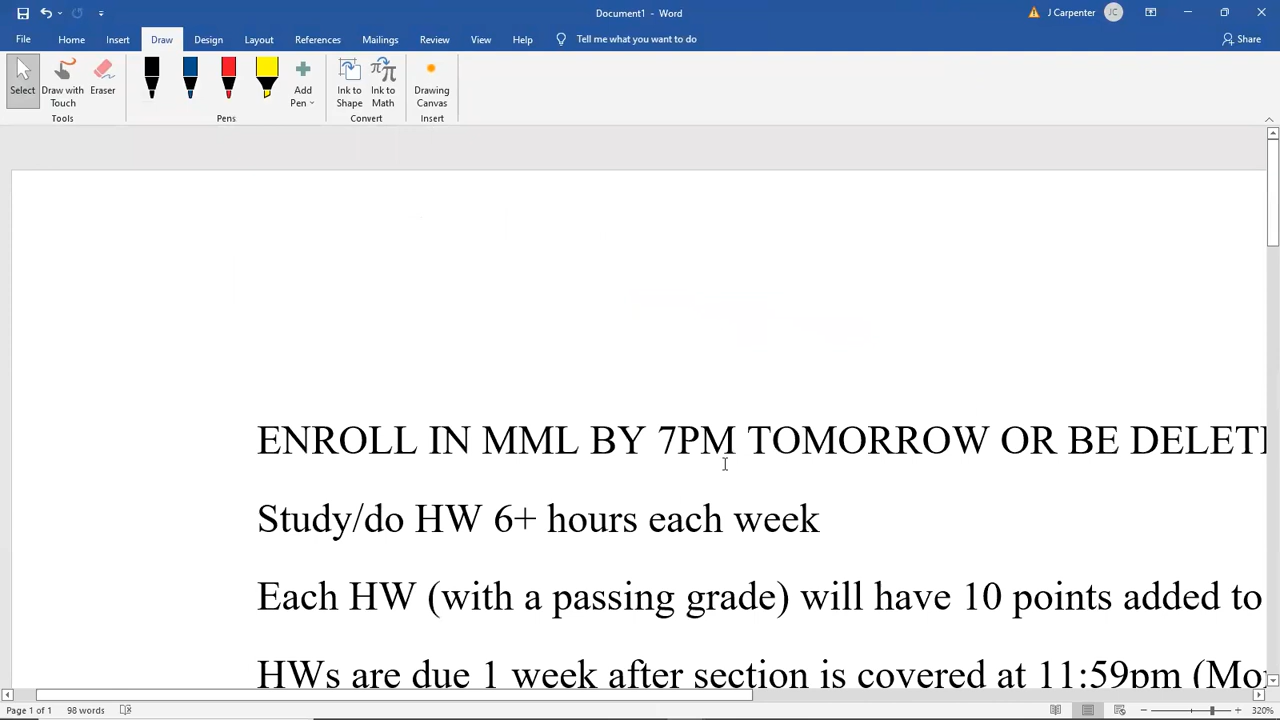 Document1 - Word
J Carpenter
JC
File
Home
Insert
Draw
Design
Layout
References
Mailings
Review
View
Help
Tell me what you want to do
Share
Select
Draw with
Touch
Eraser
Tools
Pens
Add
Pen
Ink to
Shape
Ink to
Math
Convert
Drawing
Canvas
Insert
ENROLL IN MML BY 7PM TOMORROW OR BE DELET
Study/do HW 6+ hours each week
Each HW (with a passing grade) will have 10 points added to
HWs are due 1 week after section is covered at 11:59pm (Mo
Page 1 of 1
98 words
320%